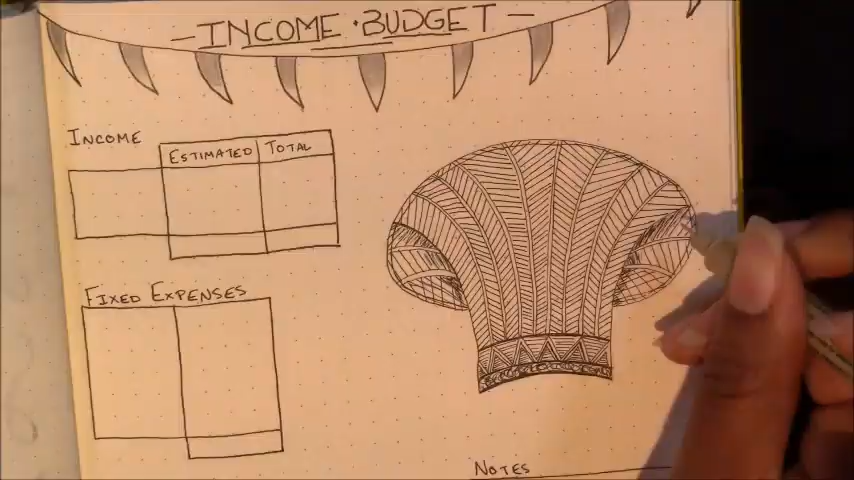 - INCOME · BUDGET -
INCOME
ESTIMATED TOTAL
FIXED EXPENSES
NOTES